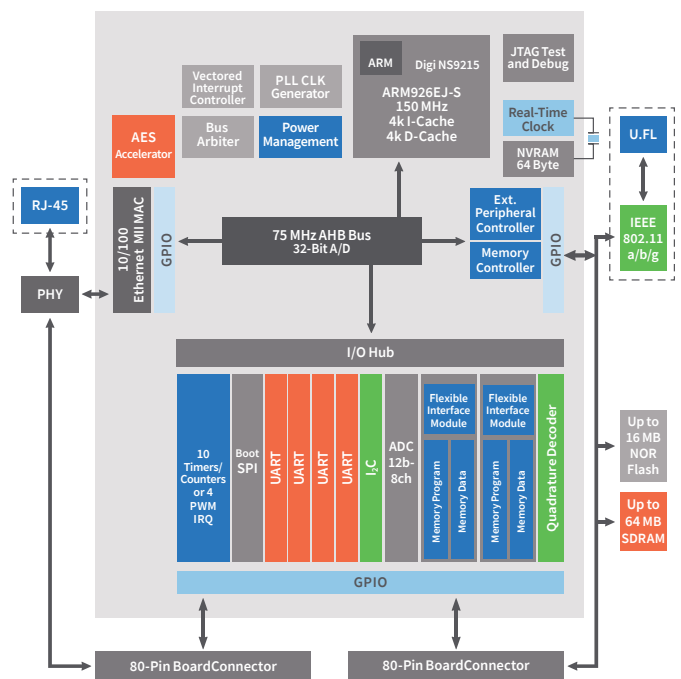 Vectored
Interrupt
Controller
PLL CLK
Generator
ARM
Digi NS9215
ARM926EJ-S
150 MHz
4k I-Cache
4k D-Cache
JTAG Test
and Debug
AES
Accelerator
Bus
Arbiter
Power
Management
Real-Time
Clock
NVRAM
64 Byte
U.FL
RJ-45
10/100
Ethernet MII MAC
GPIO
75 MHz AHB Bus
32-Bit A/D
Ext.
Peripheral
Controller
Memory
Controller
GPIO
IEEE
802.11
a/b/g
PHY
I/O Hub
10
Timers/
Counters
or 4
PWM
IRQ
Boot
SPI
UART
UART
UART
UART
I2C
ADC
12b-
8ch
Flexible
Interface
Module
Memory Program
Memory Data
Flexible
Interface
Module
Memory Program
Memory Data
Quadrature Decoder
Up to
16 MB
NOR
Flash
Up to
64 MB
SDRAM
GPIO
80-Pin BoardConnector
80-Pin BoardConnector